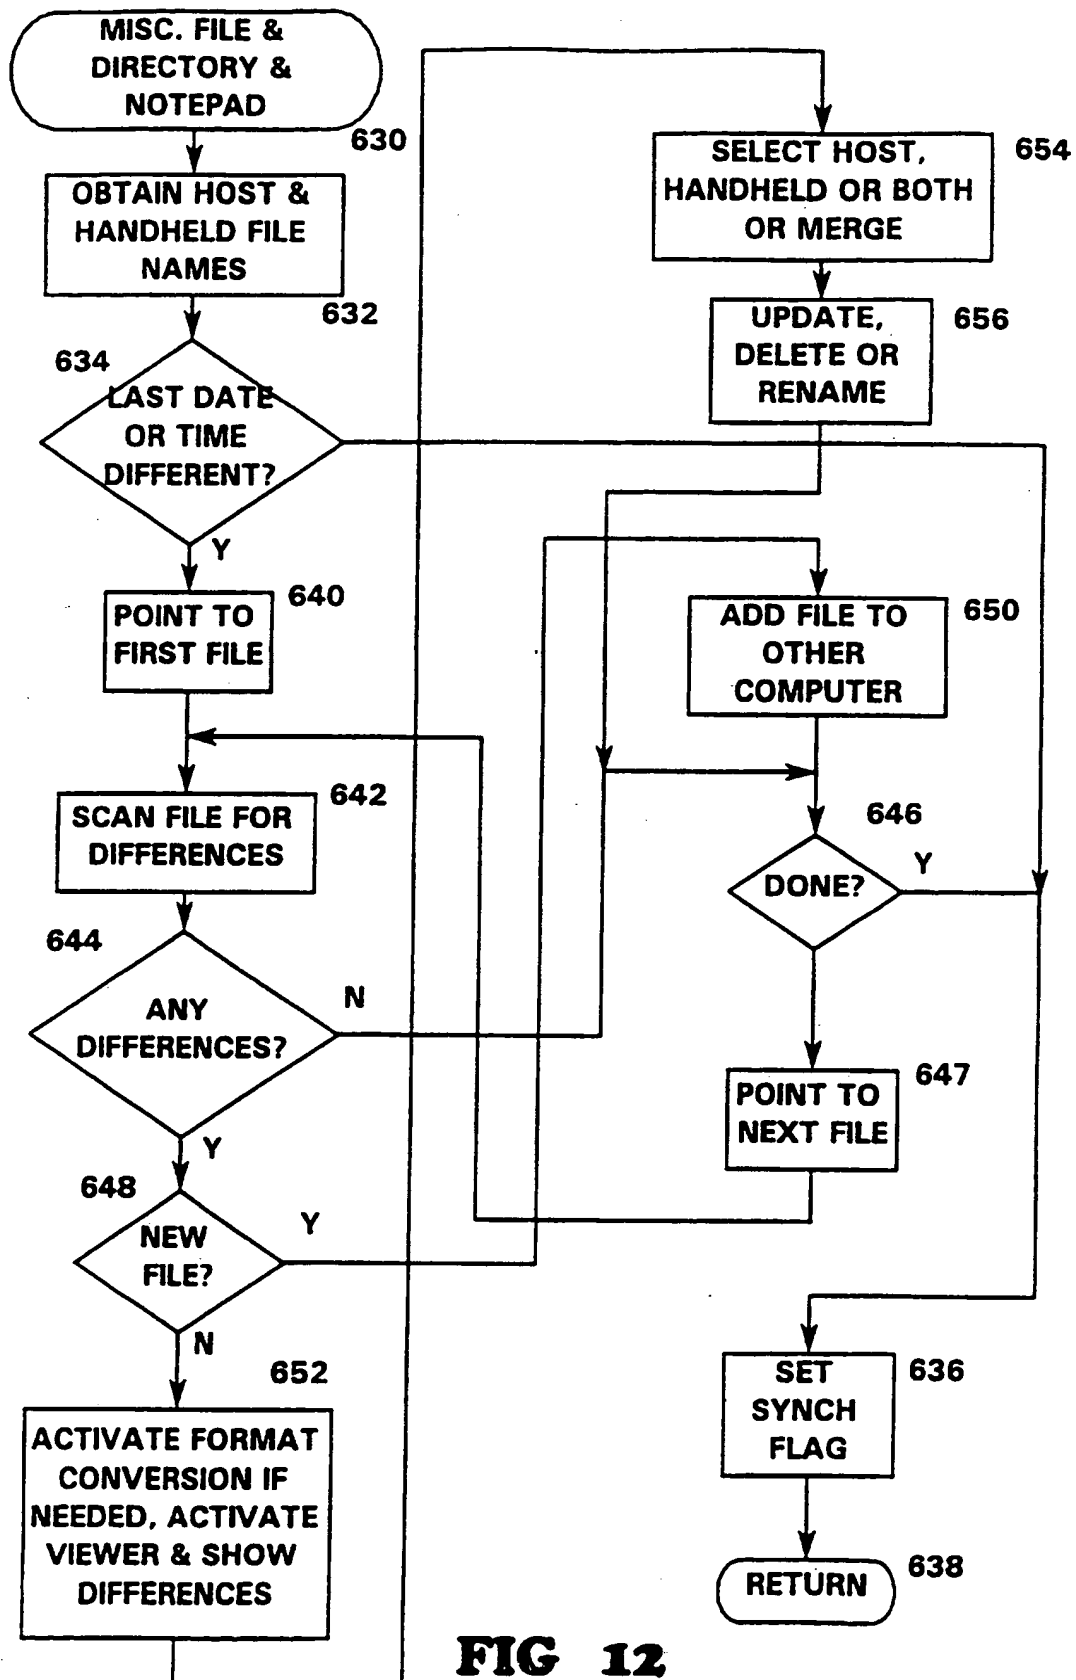 MISC. FILE &
DIRECTORY &
NOTEPAD
630
OBTAIN HOST &
HANDHELD FILE
NAMES
632
634
LAST DATE
OR TIME
DIFFERENT?
Y
640
POINT TO
FIRST FILE
642
SCAN FILE FOR
DIFFERENCES
644
ANY
DIFFERENCES?
N
Y
648
NEW
FILE?
Y
N
652
ACTIVATE FORMAT
CONVERSION IF
NEEDED, ACTIVATE
VIEWER & SHOW
DIFFERENCES
654
SELECT HOST,
HANDHELD OR BOTH
OR MERGE
656
UPDATE,
DELETE OR
RENAME
650
ADD FILE TO
OTHER
COMPUTER
646
DONE?
Y
647
POINT TO
NEXT FILE
636
SET
SYNCH
FLAG
638
RETURN
FIG 12